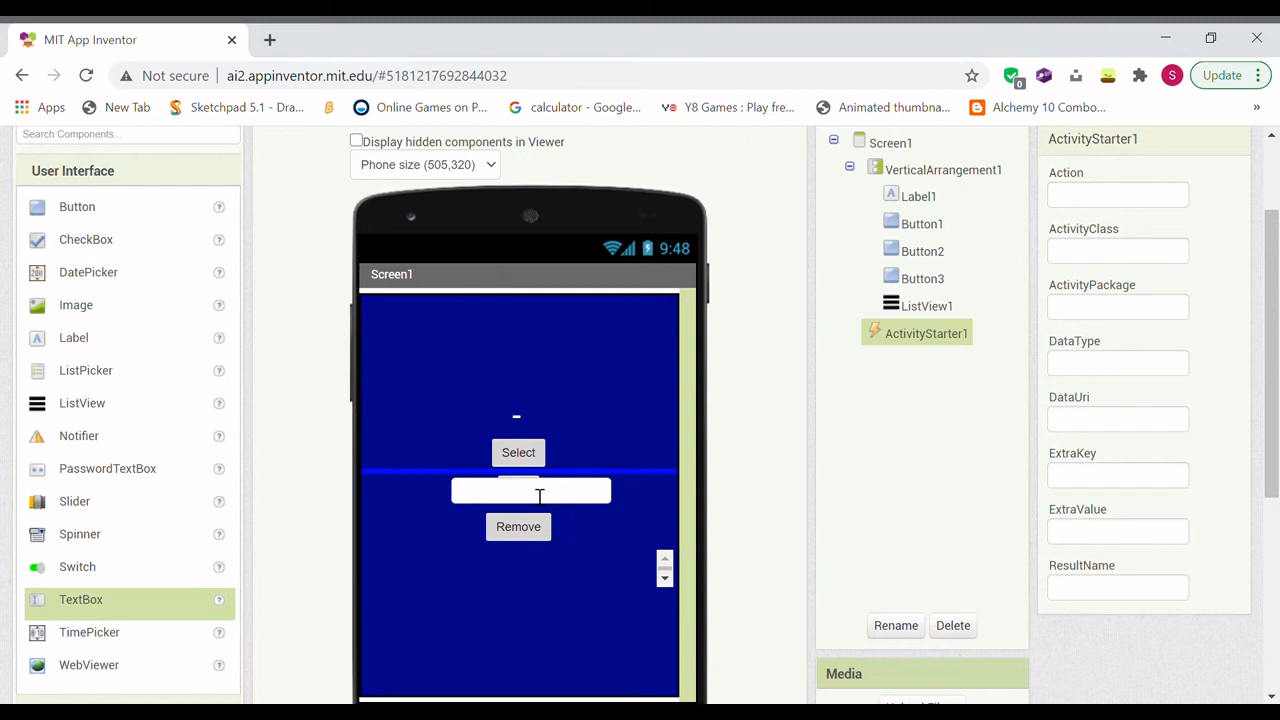 MIT App Inventor
Not secure
ai2.appinventor.mit.edu/#5181217692844032
0
S
Update
Apps
New Tab
Sketchpad 5.1 - Dra...
Online Games on P...
calculator - Google...
Y8 Games : Play fre...
Animated thumbna...
Alchemy 10 Combo...
»
Search Components...
User Interface
Button
CheckBox
DatePicker
Image
Label
ListPicker
ListView
Notifier
PasswordTextBox
Slider
Spinner
Switch
TextBox
TimePicker
WebViewer
Display hidden components in Viewer
Phone size (505,320)
9:48
Screen1
-
Select
Remove
Screen1
VerticalArrangement1
Label1
Button1
Button2
Button3
ListView1
ActivityStarter1
Rename
Delete
Media
ActivityStarter1
Action
ActivityClass
ActivityPackage
DataType
DataUri
ExtraKey
ExtraValue
ResultName